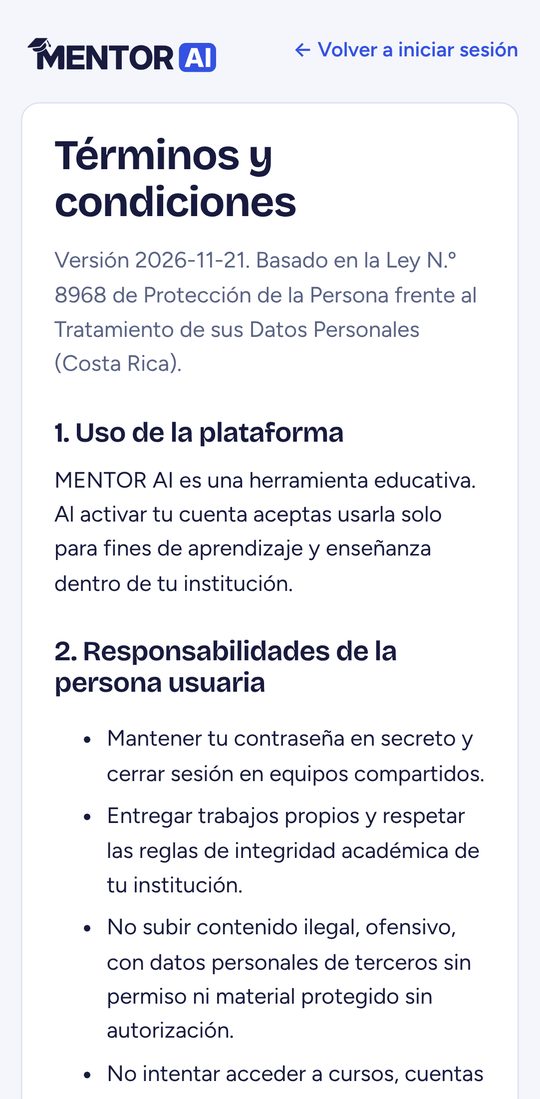 MENTOR AI
← Volver a iniciar sesión
Términos y
condiciones
Versión 2026-11-21. Basado en la Ley N.º
8968 de Protección de la Persona frente al
Tratamiento de sus Datos Personales
(Costa Rica).
1. Uso de la plataforma
MENTOR AI es una herramienta educativa.
Al activar tu cuenta aceptas usarla solo
para fines de aprendizaje y enseñanza
dentro de tu institución.
2. Responsabilidades de la
persona usuaria
• Mantener tu contraseña en secreto y
cerrar sesión en equipos compartidos.
• Entregar trabajos propios y respetar
las reglas de integridad académica de
tu institución.
• No subir contenido ilegal, ofensivo,
con datos personales de terceros sin
permiso ni material protegido sin
autorización.
• No intentar acceder a cursos, cuentas